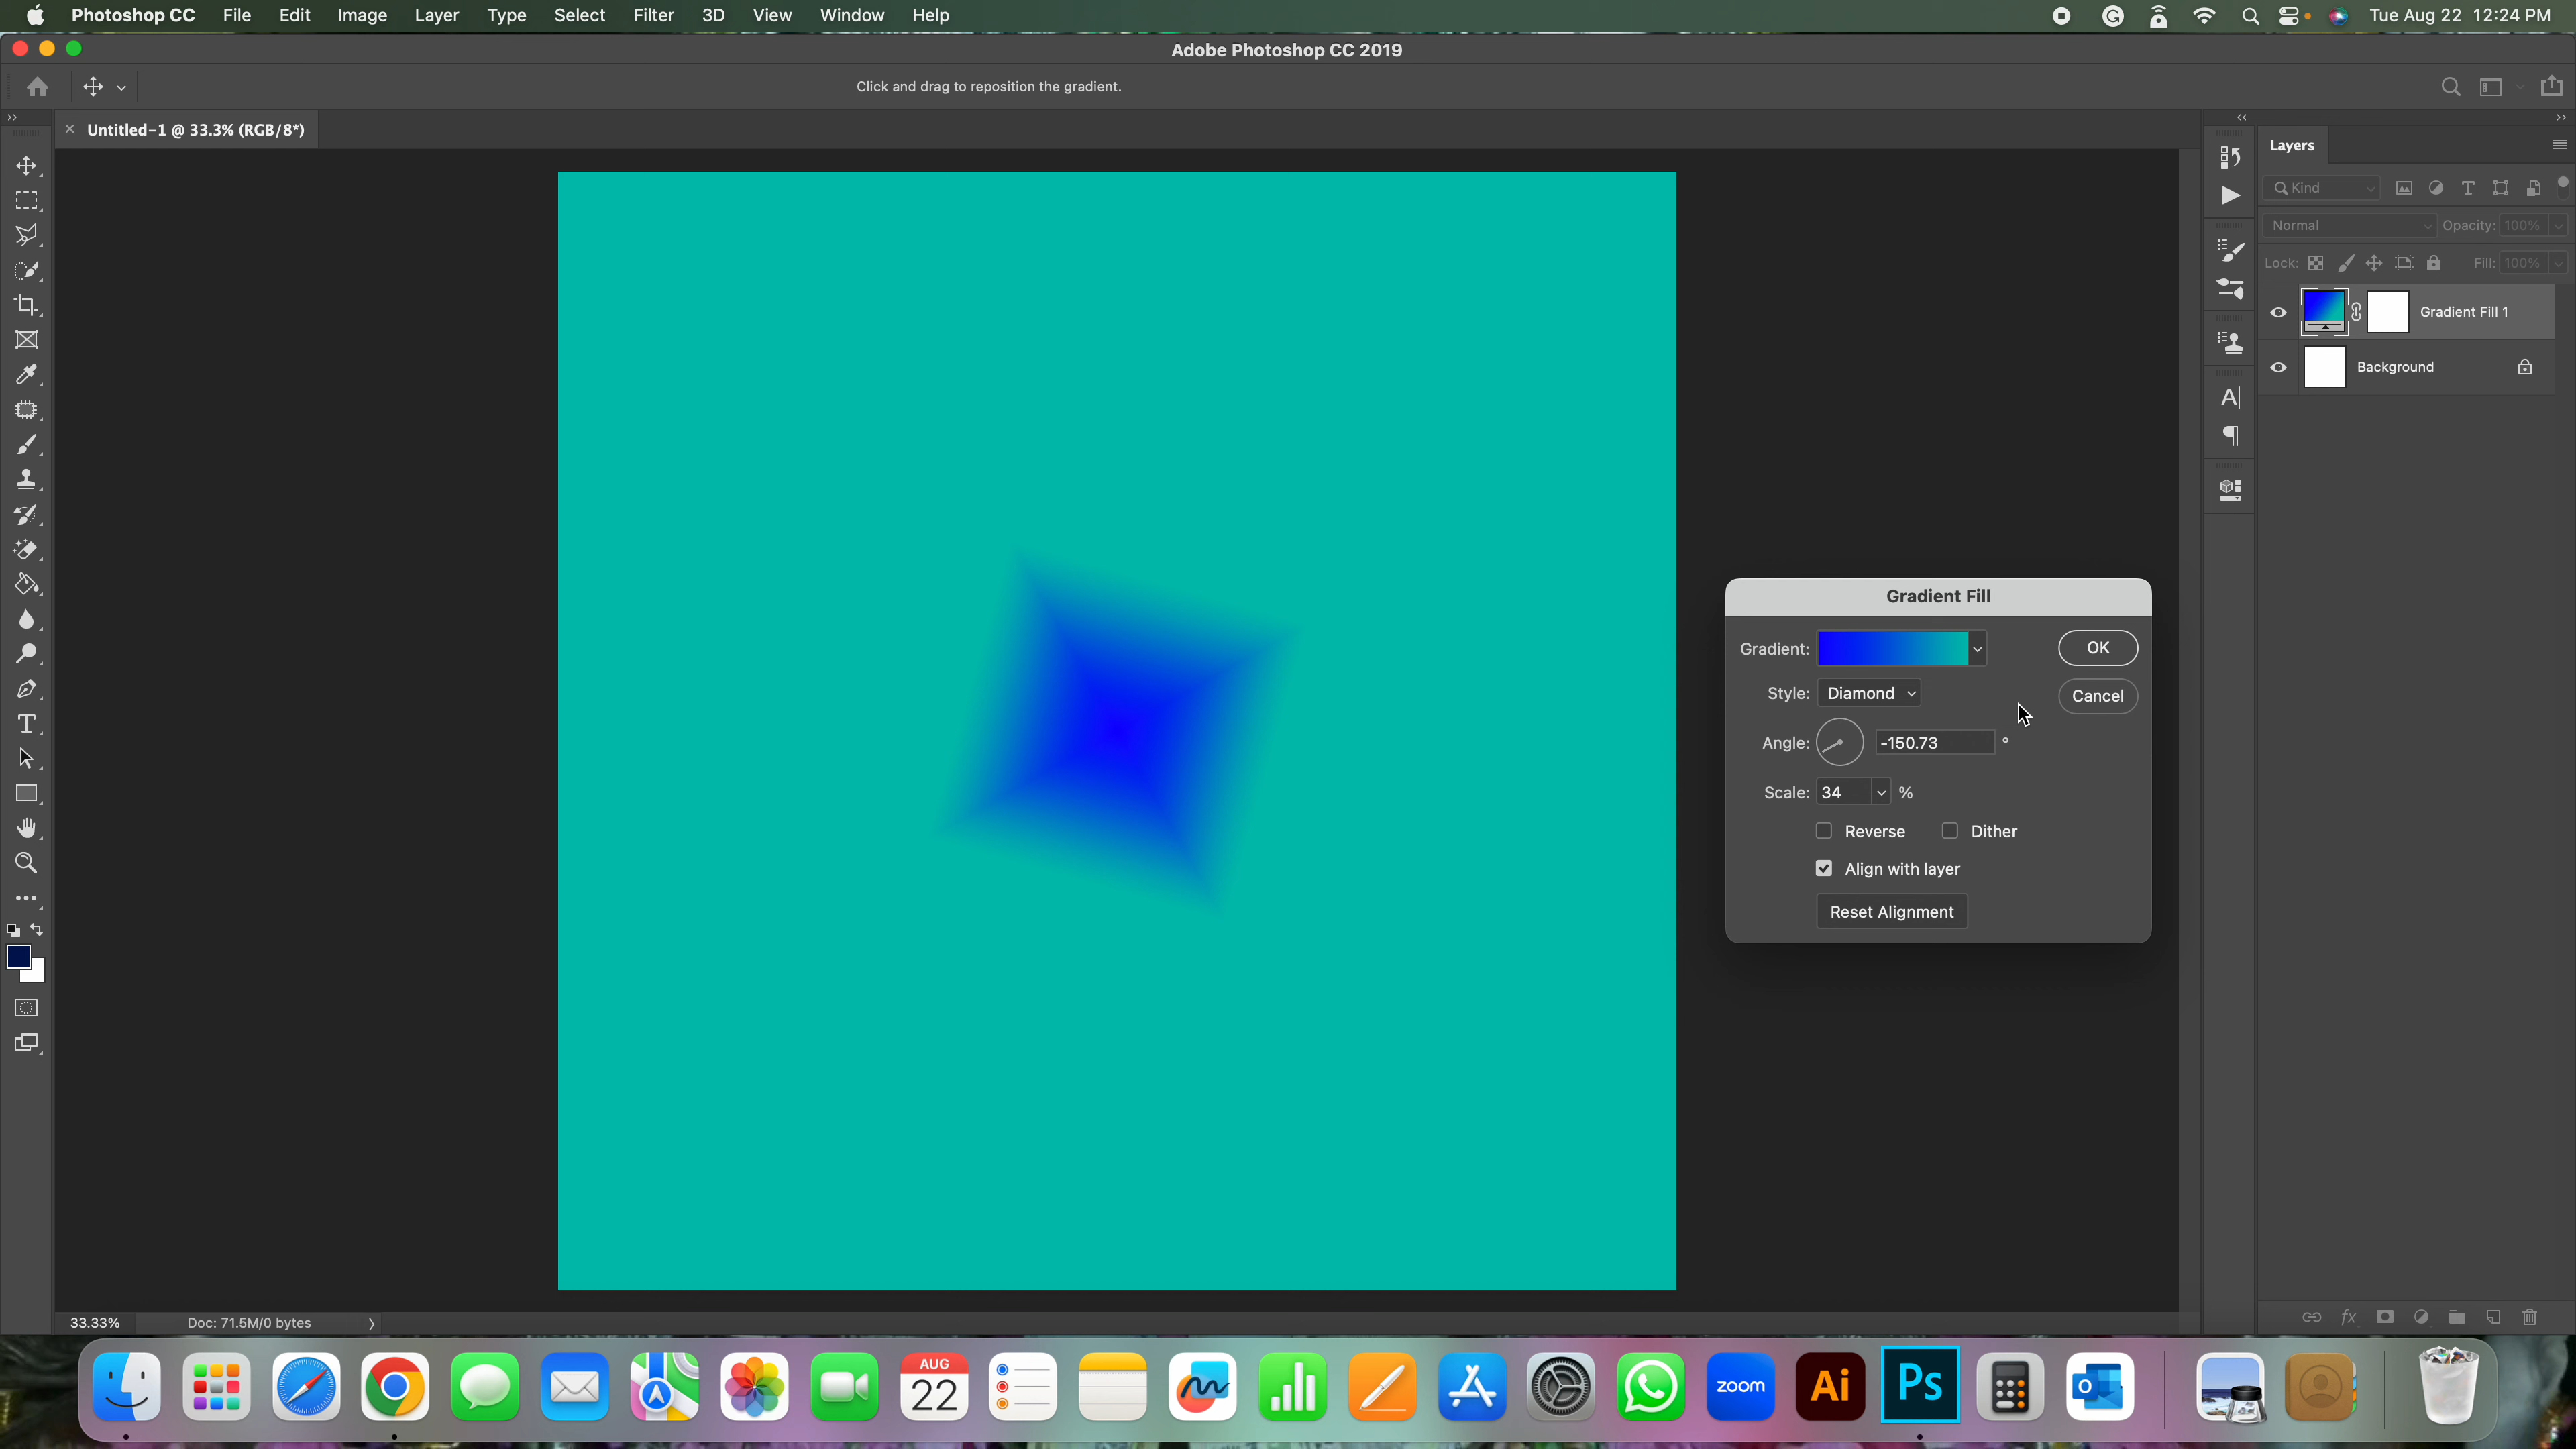 Photoshop CC File Edit Image Layer Type Select Filter 3D View Window Help Tue Aug 22 12:24 PM
Adobe Photoshop CC 2019
Click and drag to reposition the gradient.
Untitled-1 @ 33.3% (RGB/8*)
Layers
Kind
Normal Opacity: 100%
Lock: Fill: 100%
Gradient Fill 1
Background
Gradient Fill
Gradient: OK
Style: Diamond Cancel
Angle: -150.73 °
Scale: 34 %
Reverse Dither
Align with layer
Reset Alignment
33.33% Doc: 71.5M/0 bytes
AUG
22
zoom
Ai
Ps